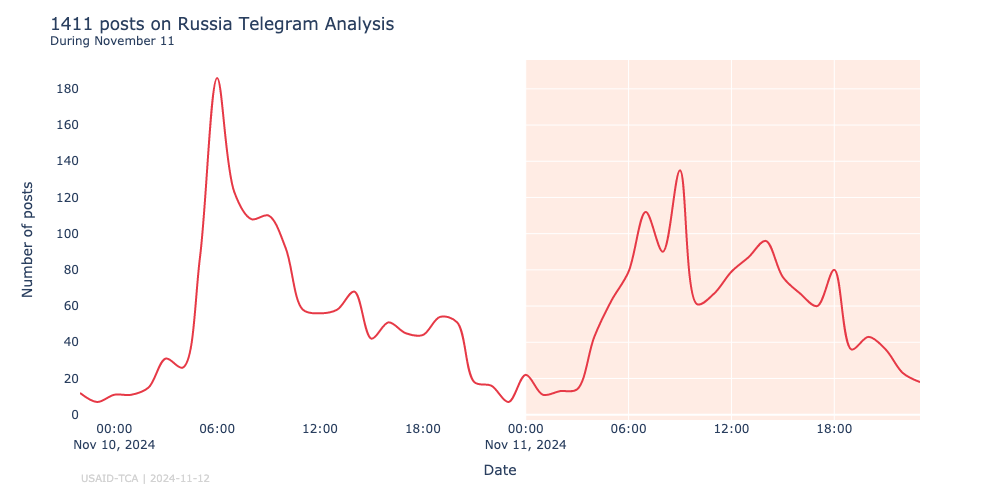 1411 posts on Russia Telegram Analysis
During November 11
Number of posts
180
160
140
120
100
80
60
40
20
0
00:00 06:00 12:00 18:00 00:00 06:00 12:00 18:00
Nov 10, 2024 Nov 11, 2024
Date
USAID-TCA | 2024-11-12